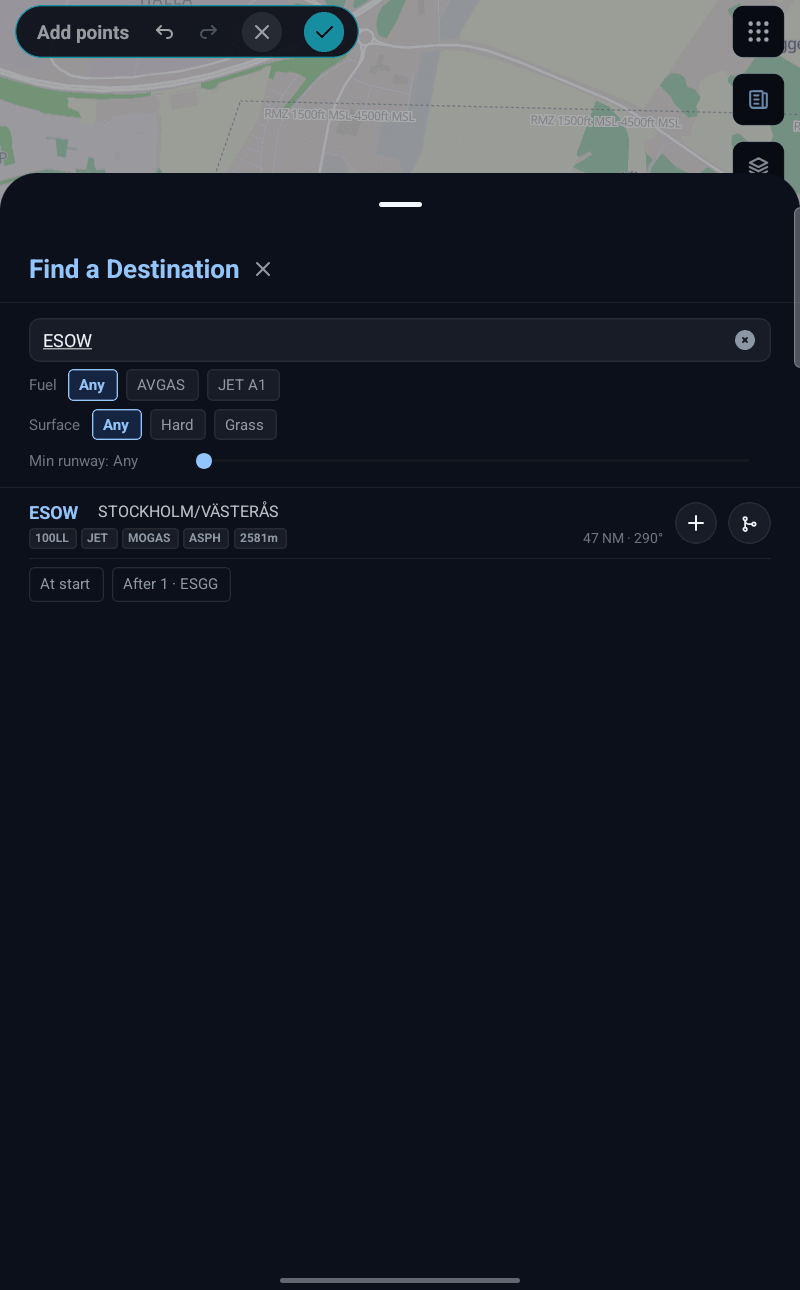 Add points
RMZ 1500ft MSL-4500ft MSL
RMZ 1500ft MSL-4500ft MSL
Find a Destination
ESOW
Fuel Any AVGAS JET A1
Surface Any Hard Grass
Min runway: Any
ESOW STOCKHOLM/VÄSTERÅS
100LL JET MOGAS ASPH 2581m 47 NM · 290°
At start After 1 · ESGG